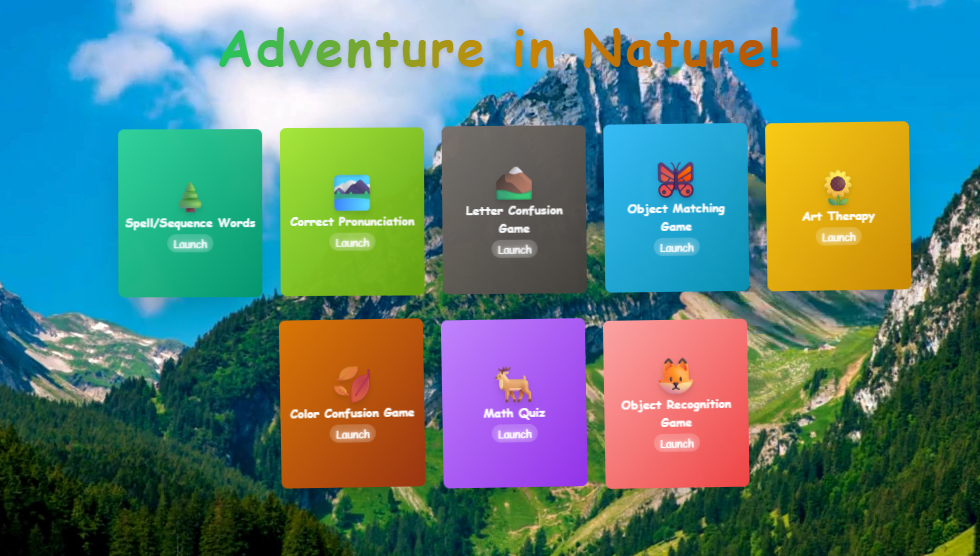 Adventure in Nature!
Spell/Sequence Words
Launch
Correct Pronunciation
Launch
Letter Confusion
Game
Launch
Object Matching
Game
Launch
Art Therapy
Launch
Color Confusion Game
Launch
Math Quiz
Launch
Object Recognition
Game
Launch